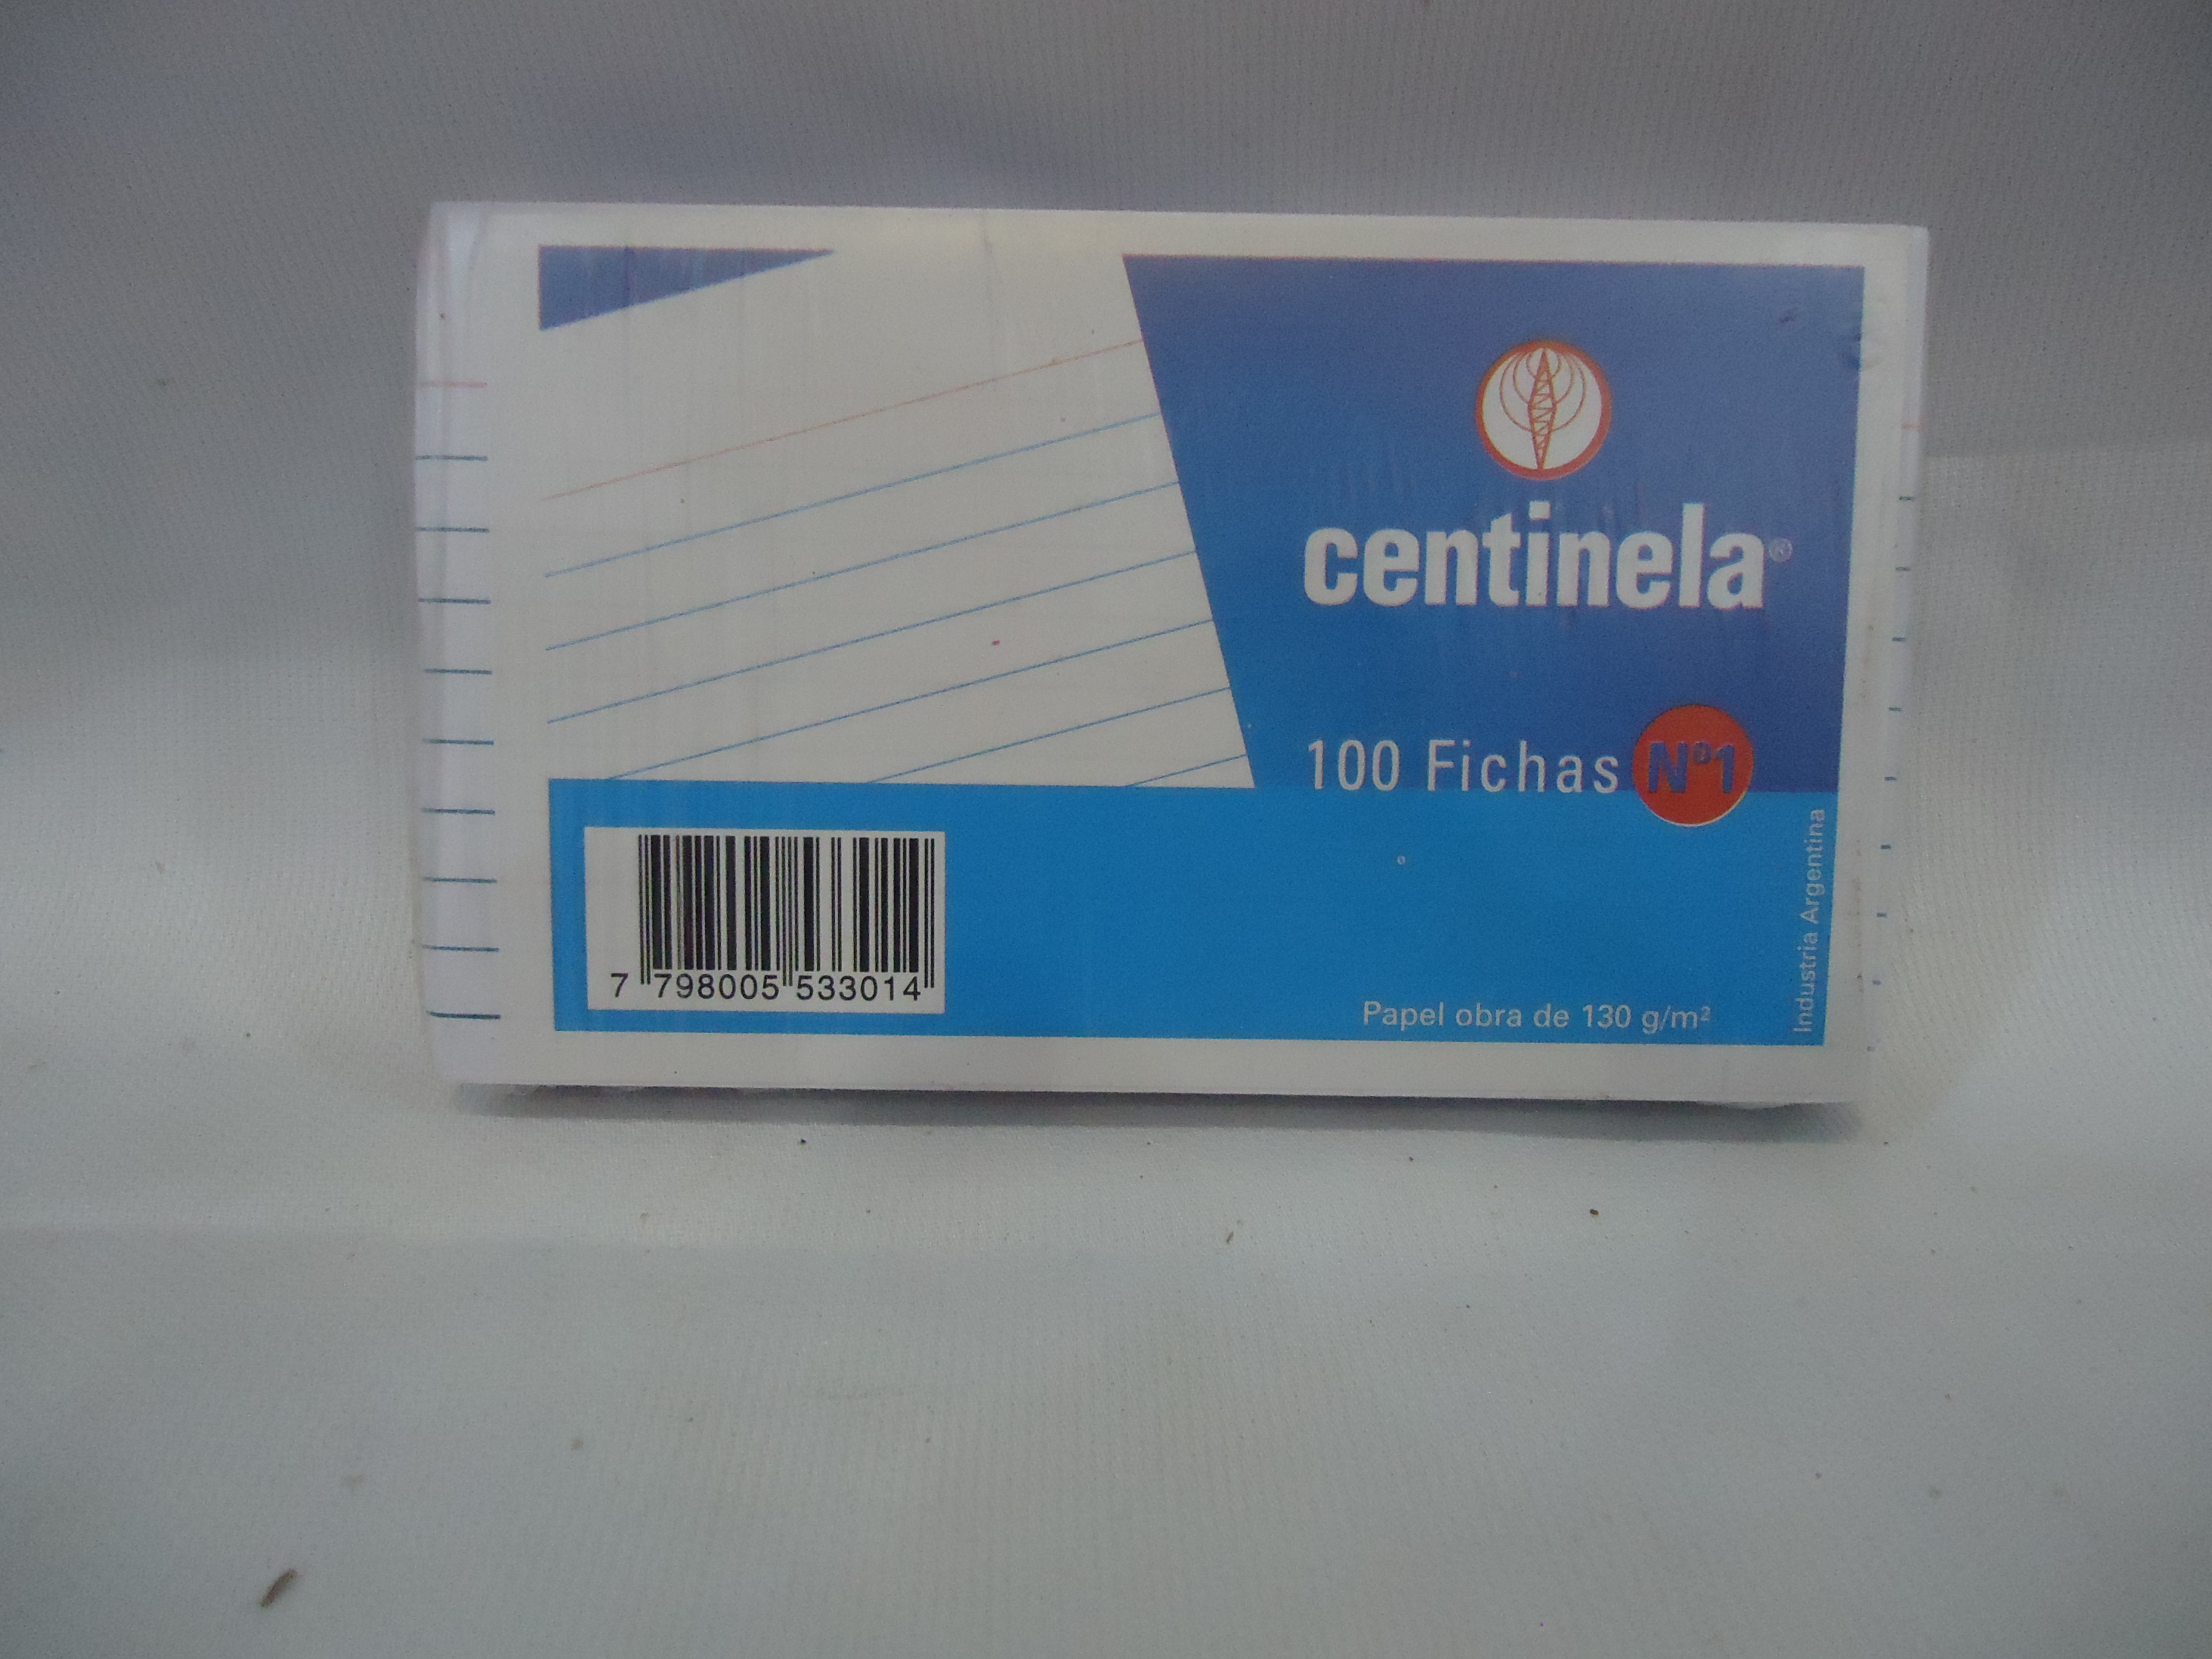 centinela®
100 Fichas Nº1
7 798005 533014
Papel obra de 130 g/m²
Industria Argentina